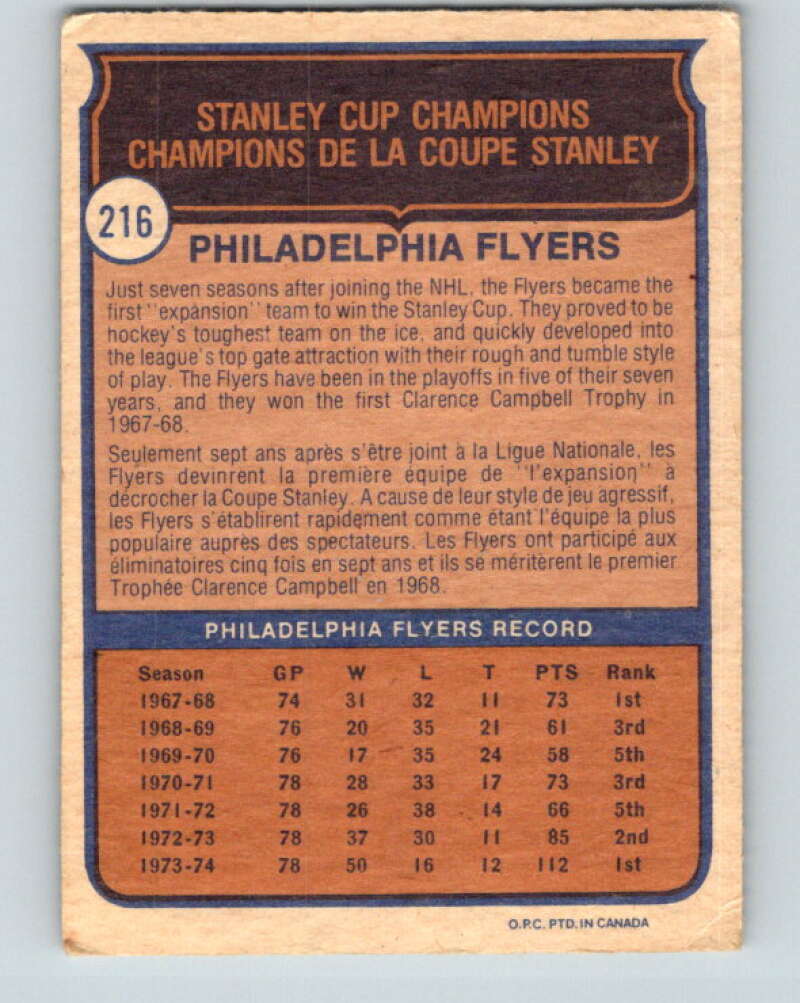 STANLEY CUP CHAMPIONS
CHAMPIONS DE LA COUPE STANLEY
216
PHILADELPHIA FLYERS
Just seven seasons after joining the NHL, the Flyers became the
first "expansion" team to win the Stanley Cup. They proved to be
hockey's toughest team on the ice, and quickly developed into
the league's top gate attraction with their rough and tumble style
of play. The Flyers have been in the playoffs in five of their seven
years, and they won the first Clarence Campbell Trophy in
1967-68.
Seulement sept ans après s'être joint à la Ligue Nationale, les
Flyers devinrent la première équipe de "l'expansion" à
décrocher la Coupe Stanley. A cause de leur style de jeu agressif,
les Flyers s'établirent rapidement comme étant l'équipe la plus
populaire auprès des spectateurs. Les Flyers ont participé aux
éliminatoires cinq fois en sept ans et ils se méritèrent le premier
Trophée Clarence Campbell en 1968.
PHILADELPHIA FLYERS RECORD
Season GP W L T PTS Rank
1967-68 74 31 32 11 73 1st
1968-69 76 20 35 21 61 3rd
1969-70 76 17 35 24 58 5th
1970-71 78 28 33 17 73 3rd
1971-72 78 26 38 14 66 5th
1972-73 78 37 30 11 85 2nd
1973-74 78 50 16 12 112 1st
O.P.C. PTD. IN CANADA